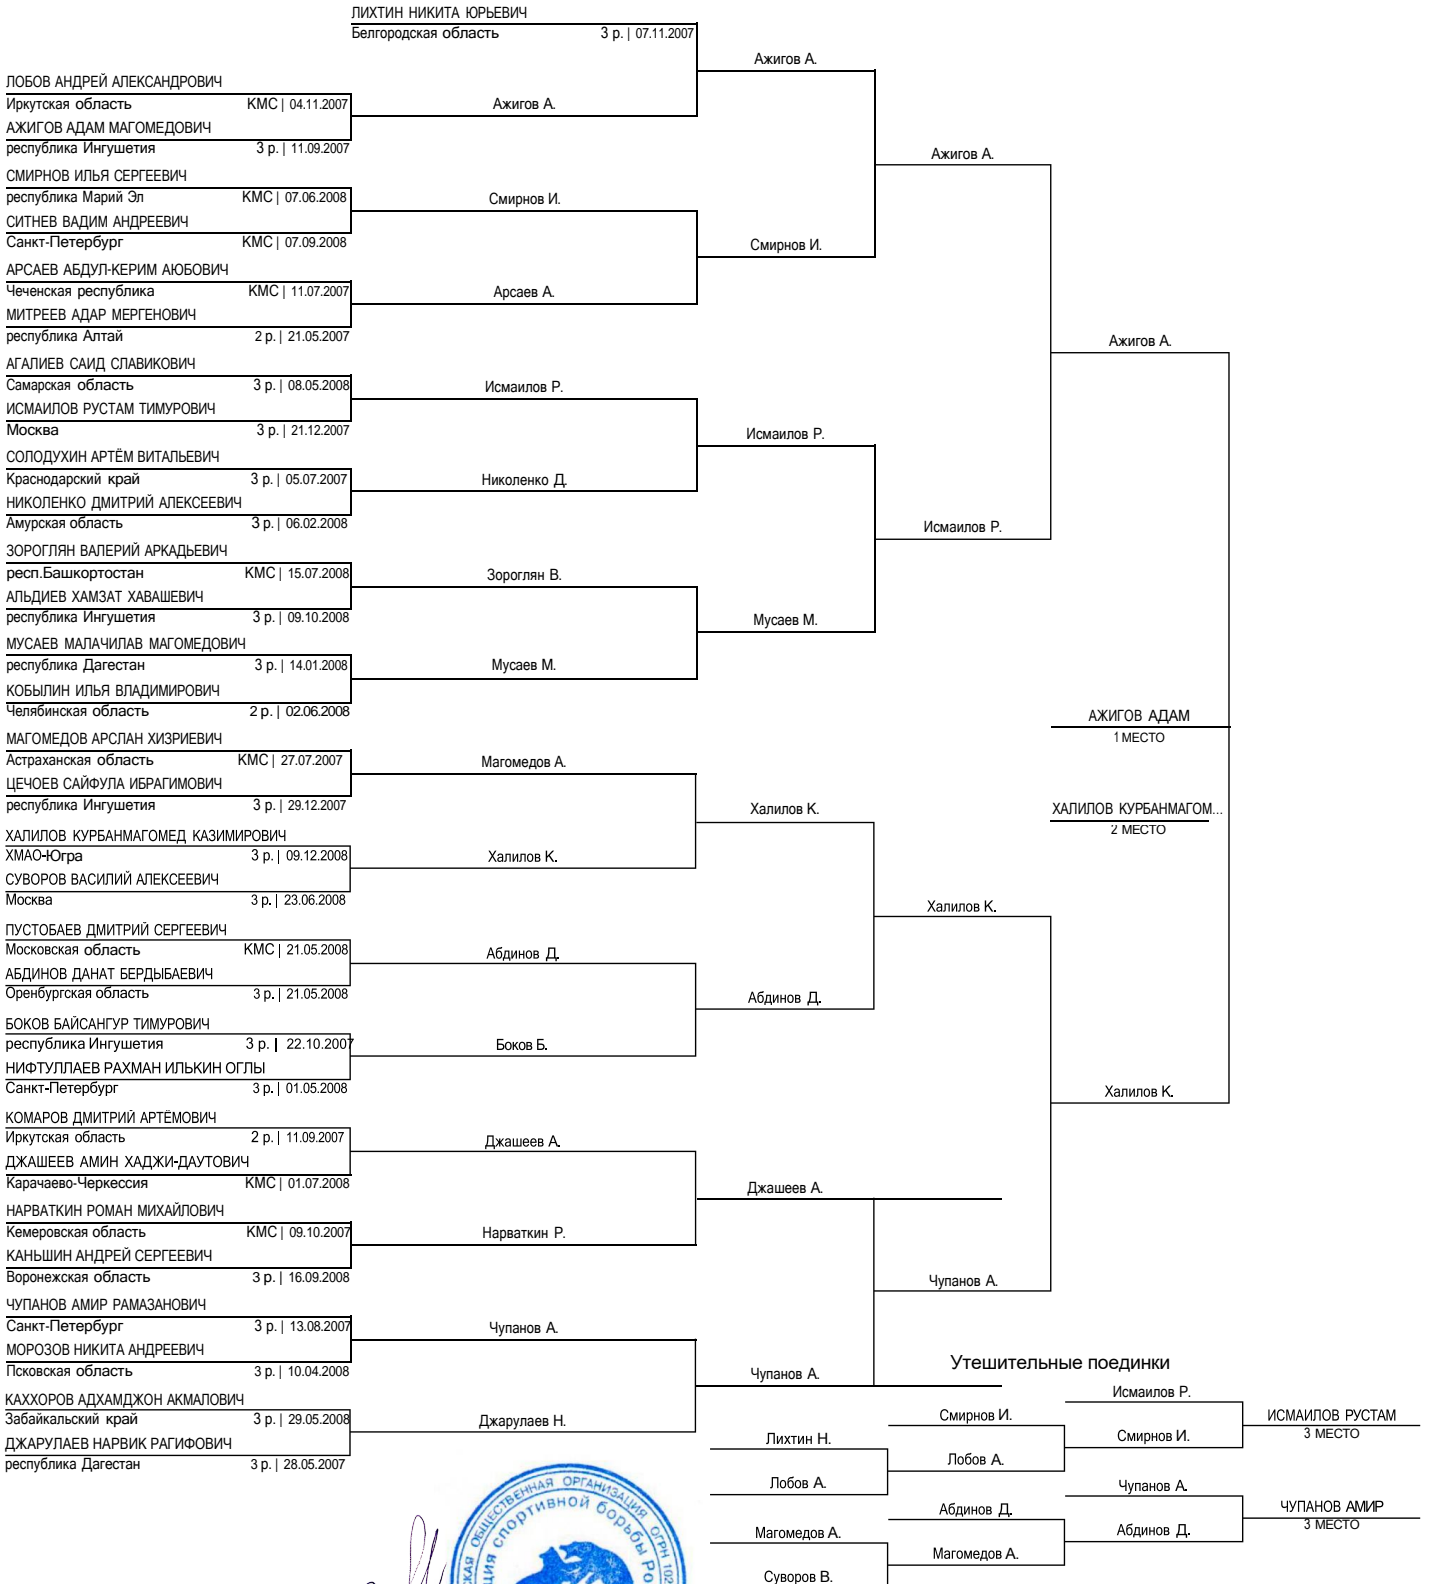 ЛИХТИН НИКИТА ЮРЬЕВИЧ
Белгородская область 3 р. | 07.11.2007
ЛОБОВ АНДРЕЙ АЛЕКСАНДРОВИЧ
Иркутская область КМС | 04.11.2007
АЖИГОВ АДАМ МАГОМЕДОВИЧ
республика Ингушетия 3 р. | 11.09.2007
СМИРНОВ ИЛЬЯ СЕРГЕЕВИЧ
республика Марий Эл КМС | 07.06.2008
СИТНЕВ ВАДИМ АНДРЕЕВИЧ
Санкт-Петербург КМС | 07.09.2008
АРСАЕВ АБДУЛ-КЕРИМ АЮБОВИЧ
Чеченская республика КМС | 11.07.2007
МИТРЕЕВ АДАР МЕРГЕНОВИЧ
республика Алтай 2 р. | 21.05.2007
АГАЛИЕВ САИД СЛАВИКОВИЧ
Самарская область 3 р. | 08.05.2008
ИСМАИЛОВ РУСТАМ ТИМУРОВИЧ
Москва 3 р. | 21.12.2007
СОЛОДУХИН АРТЁМ ВИТАЛЬЕВИЧ
Краснодарский край 3 р. | 05.07.2007
НИКОЛЕНКО ДМИТРИЙ АЛЕКСЕЕВИЧ
Амурская область 3 р. | 06.02.2008
ЗОРОГЛЯН ВАЛЕРИЙ АРКАДЬЕВИЧ
респ.Башкортостан КМС | 15.07.2008
АЛЬДИЕВ ХАМЗАТ ХАВАШЕВИЧ
республика Ингушетия 3 р. | 09.10.2008
МУСАЕВ МАЛАЧИЛАВ МАГОМЕДОВИЧ
республика Дагестан 3 р. | 14.01.2008
КОБЫЛИН ИЛЬЯ ВЛАДИМИРОВИЧ
Челябинская область 2 р. | 02.06.2008
МАГОМЕДОВ АРСЛАН ХИЗРИЕВИЧ
Астраханская область КМС | 27.07.2007
ЦЕЧОЕВ САЙФУЛА ИБРАГИМОВИЧ
республика Ингушетия 3 р. | 29.12.2007
ХАЛИЛОВ КУРБАНМАГОМЕД КАЗИМИРОВИЧ
ХМАО-Югра 3 р. | 09.12.2008
СУВОРОВ ВАСИЛИЙ АЛЕКСЕЕВИЧ
Москва 3 р. | 23.06.2008
ПУСТОБАЕВ ДМИТРИЙ СЕРГЕЕВИЧ
Московская область КМС | 21.05.2008
АБДИНОВ ДАНАТ БЕРДЫБАЕВИЧ
Оренбургская область 3 р. | 21.05.2008
БОКОВ БАЙСАНГУР ТИМУРОВИЧ
республика Ингушетия 3 р. | 22.10.2007
НИФТУЛЛАЕВ РАХМАН ИЛЬКИН ОГЛЫ
Санкт-Петербург 3 р. | 01.05.2008
КОМАРОВ ДМИТРИЙ АРТЁМОВИЧ
Иркутская область 2 р. | 11.09.2007
ДЖАШЕЕВ АМИН ХАДЖИ-ДАУТОВИЧ
Карачаево-Черкессия КМС | 01.07.2008
НАРВАТКИН РОМАН МИХАЙЛОВИЧ
Кемеровская область КМС | 09.10.2007
КАНЬШИН АНДРЕЙ СЕРГЕЕВИЧ
Воронежская область 3 р. | 16.09.2008
ЧУПАНОВ АМИР РАМАЗАНОВИЧ
Санкт-Петербург 3 р. | 13.08.2007
МОРОЗОВ НИКИТА АНДРЕЕВИЧ
Псковская область 3 р. | 10.04.2008
КАХХОРОВ АДХАМДЖОН АКМАЛОВИЧ
Забайкальский край 3 р. | 29.05.2008
ДЖАРУЛАЕВ НАРВИК РАГИФОВИЧ
республика Дагестан 3 р. | 28.05.2007
Ажигов А.
Смирнов И.
Арсаев А.
Исмаилов Р.
Николенко Д.
Зороглян В.
Мусаев М.
Магомедов А.
Халилов К.
Абдинов Д.
Боков Б.
Джашеев А.
Нарваткин Р.
Чупанов А.
Джарулаев Н.
Ажигов А.
Смирнов И.
Исмаилов Р.
Мусаев М.
Халилов К.
Абдинов Д.
Джашеев А.
Чупанов А.
Ажигов А.
Исмаилов Р.
Халилов К.
Чупанов А.
Ажигов А.
Халилов К.
АЖИГОВ АДАМ
1 МЕСТО
ХАЛИЛОВ КУРБАНМАГОМ...
2 МЕСТО
Утешительные поединки
Лихтин Н.
Лобов А.
Смирнов И.
Лобов А.
Исмаилов Р.
Смирнов И.
ИСМАИЛОВ РУСТАМ
3 МЕСТО
Магомедов А.
Суворов В.
Абдинов Д.
Магомедов А.
Чупанов А.
Абдинов Д.
ЧУПАНОВ АМИР
3 МЕСТО
ОБЩЕСТВЕННАЯ ОРГАНИЗАЦИЯ ОГРН
спортивной борьбы